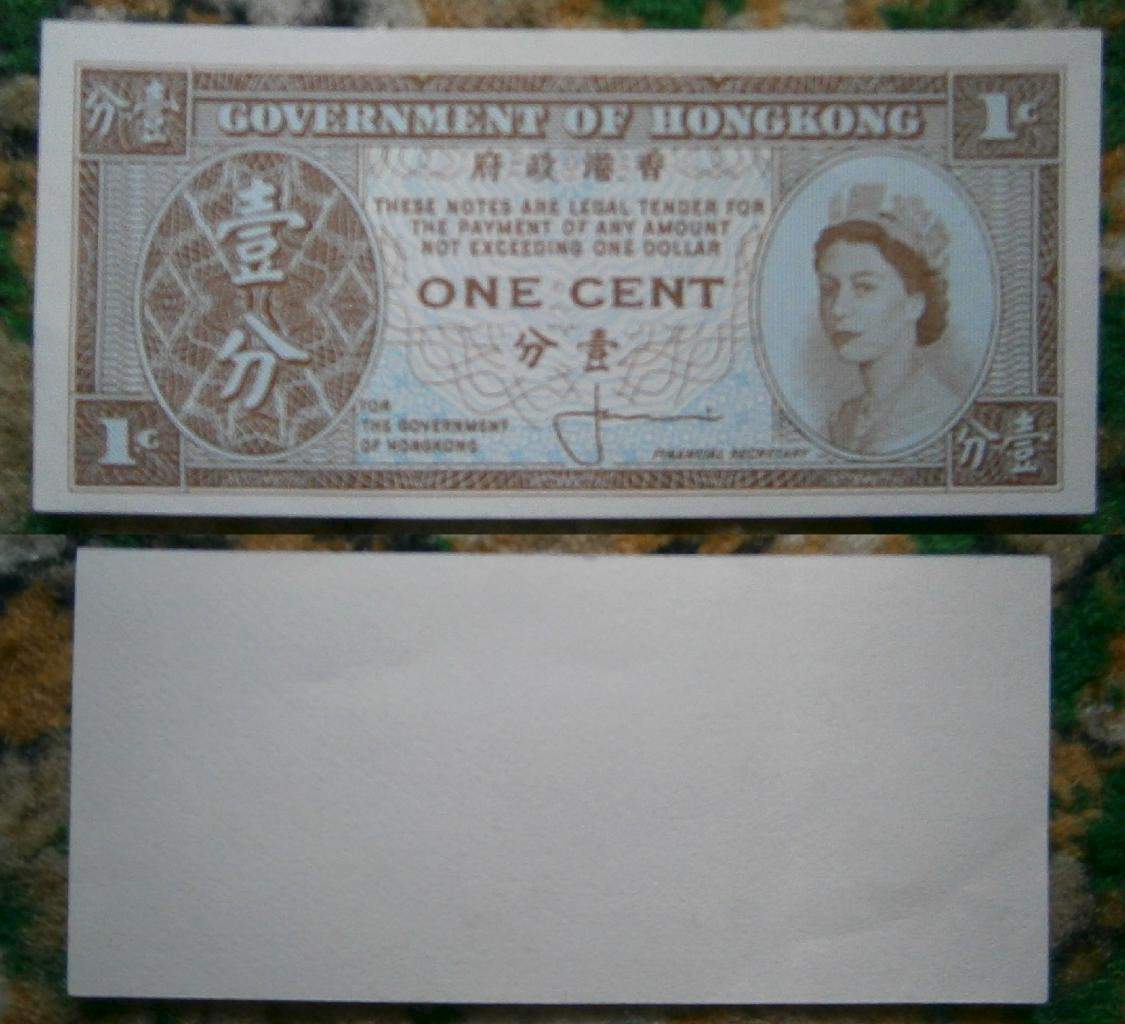 分壹
GOVERNMENT OF HONGKONG
1c
府政港香
THESE NOTES ARE LEGAL TENDER FOR
THE PAYMENT OF ANY AMOUNT
NOT EXCEEDING ONE DOLLAR
壹分
ONE CENT
分壹
FOR
THE GOVERNMENT
OF HONGKONG
FINANCIAL SECRETARY
1c
分壹